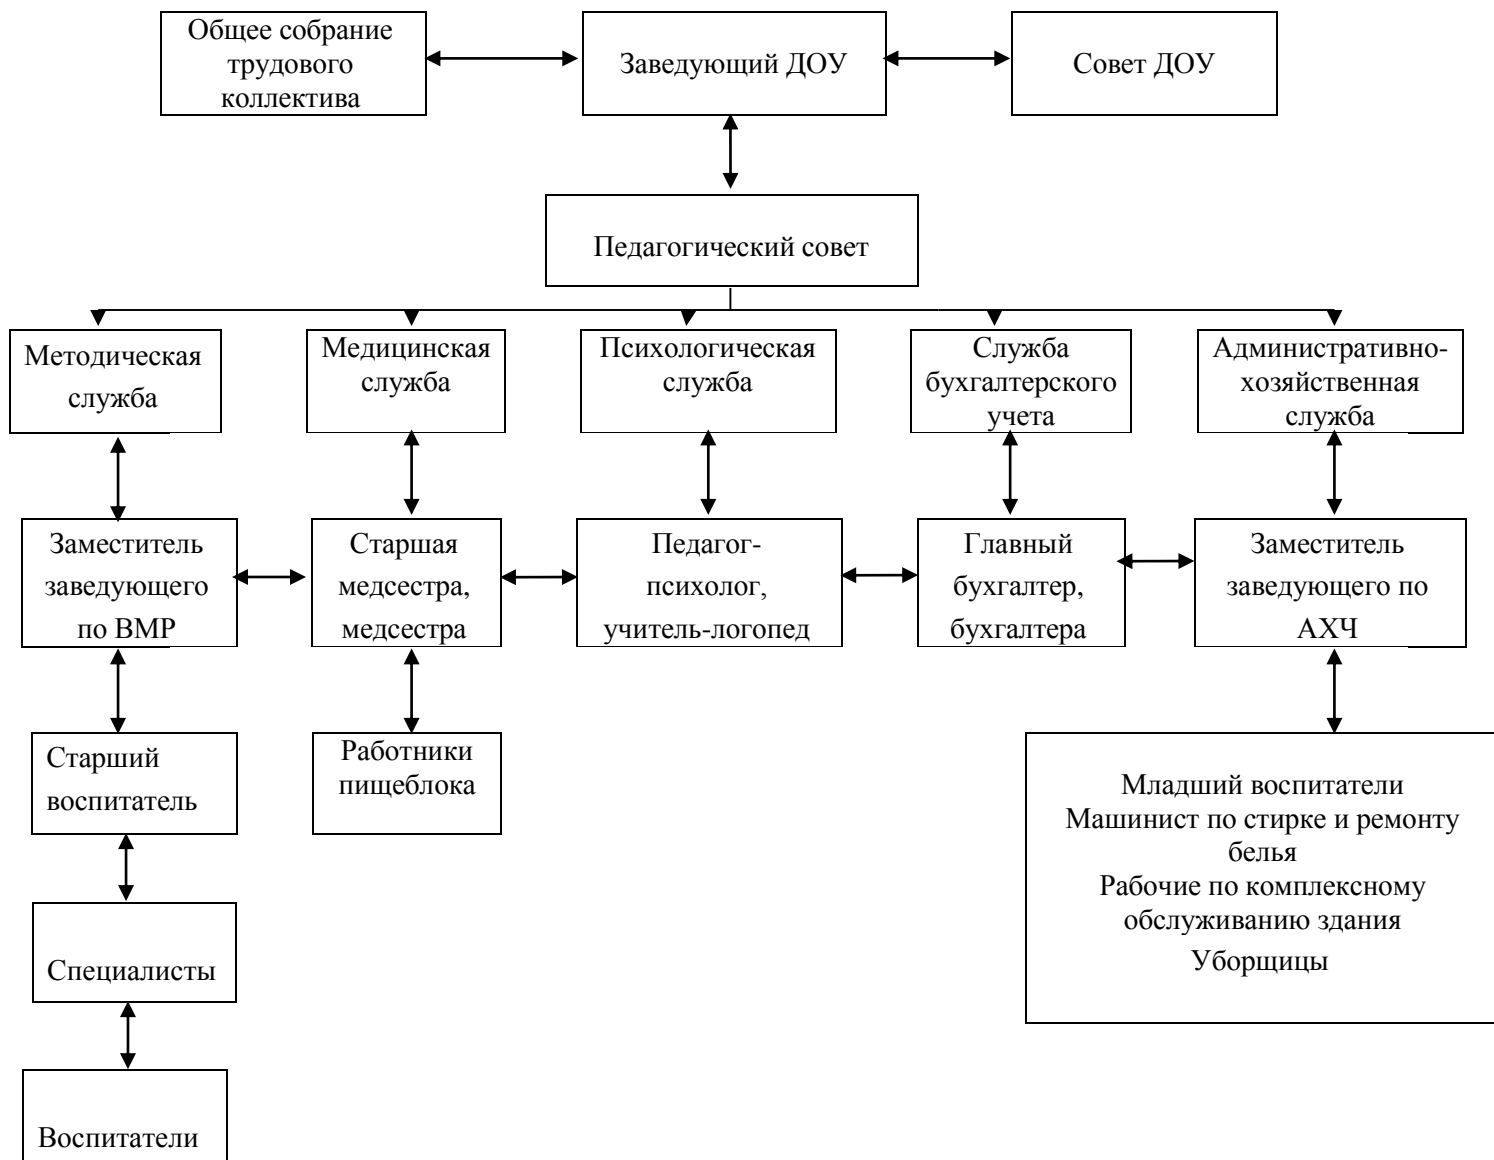 Общее собрание
трудового
коллектива
Заведующий ДОУ
Совет ДОУ
Педагогический совет
Методическая
служба
Медицинская
служба
Психологическая
служба
Служба
бухгалтерского
учета
Административно-
хозяйственная
служба
Заместитель
заведующего
по ВМР
Старшая
медсестра,
медсестра
Педагог-
психолог,
учитель-логопед
Главный
бухгалтер,
бухгалтера
Заместитель
заведующего по
АХЧ
Старший
воспитатель
Работники
пищеблока
Младший воспитатели
Машинист по стирке и ремонту
белья
Рабочие по комплексному
обслуживанию здания
Уборщицы
Специалисты
Воспитатели